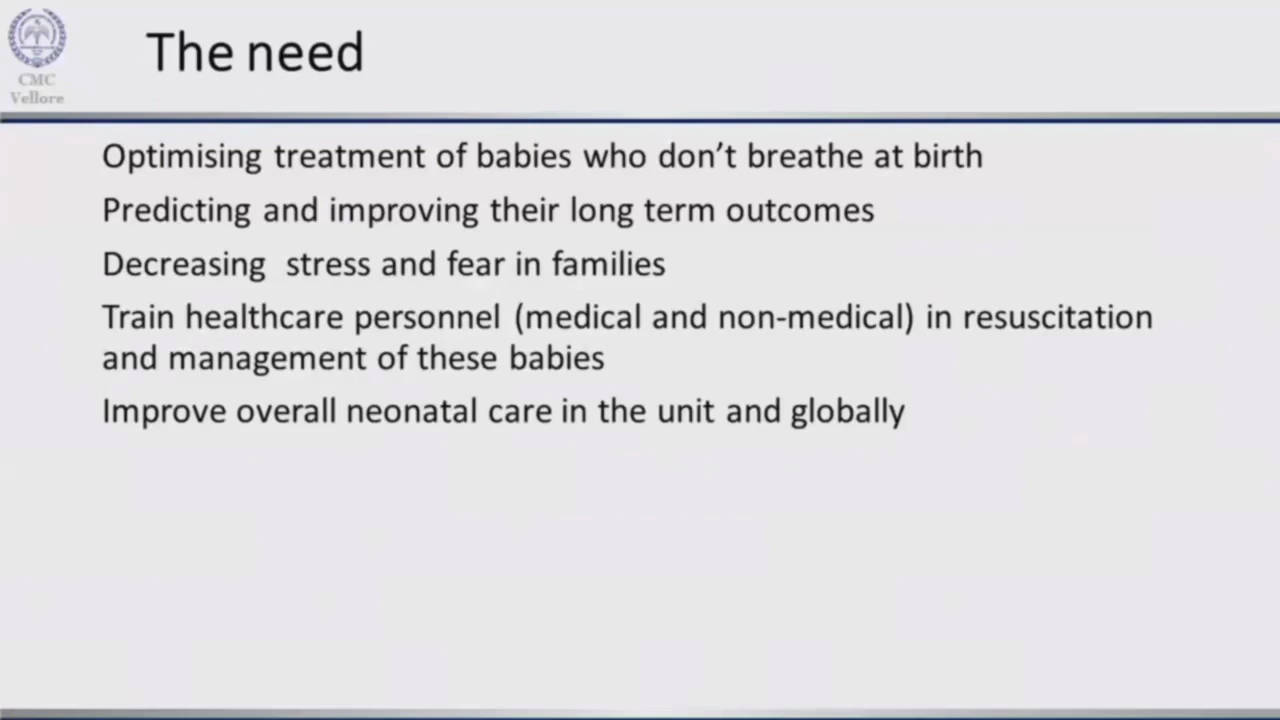 The need
CMC
Vellore
Optimising treatment of babies who don't breathe at birth
Predicting and improving their long term outcomes
Decreasing  stress and fear in families
Train healthcare personnel (medical and non-medical) in resuscitation
and management of these babies
Improve overall neonatal care in the unit and globally